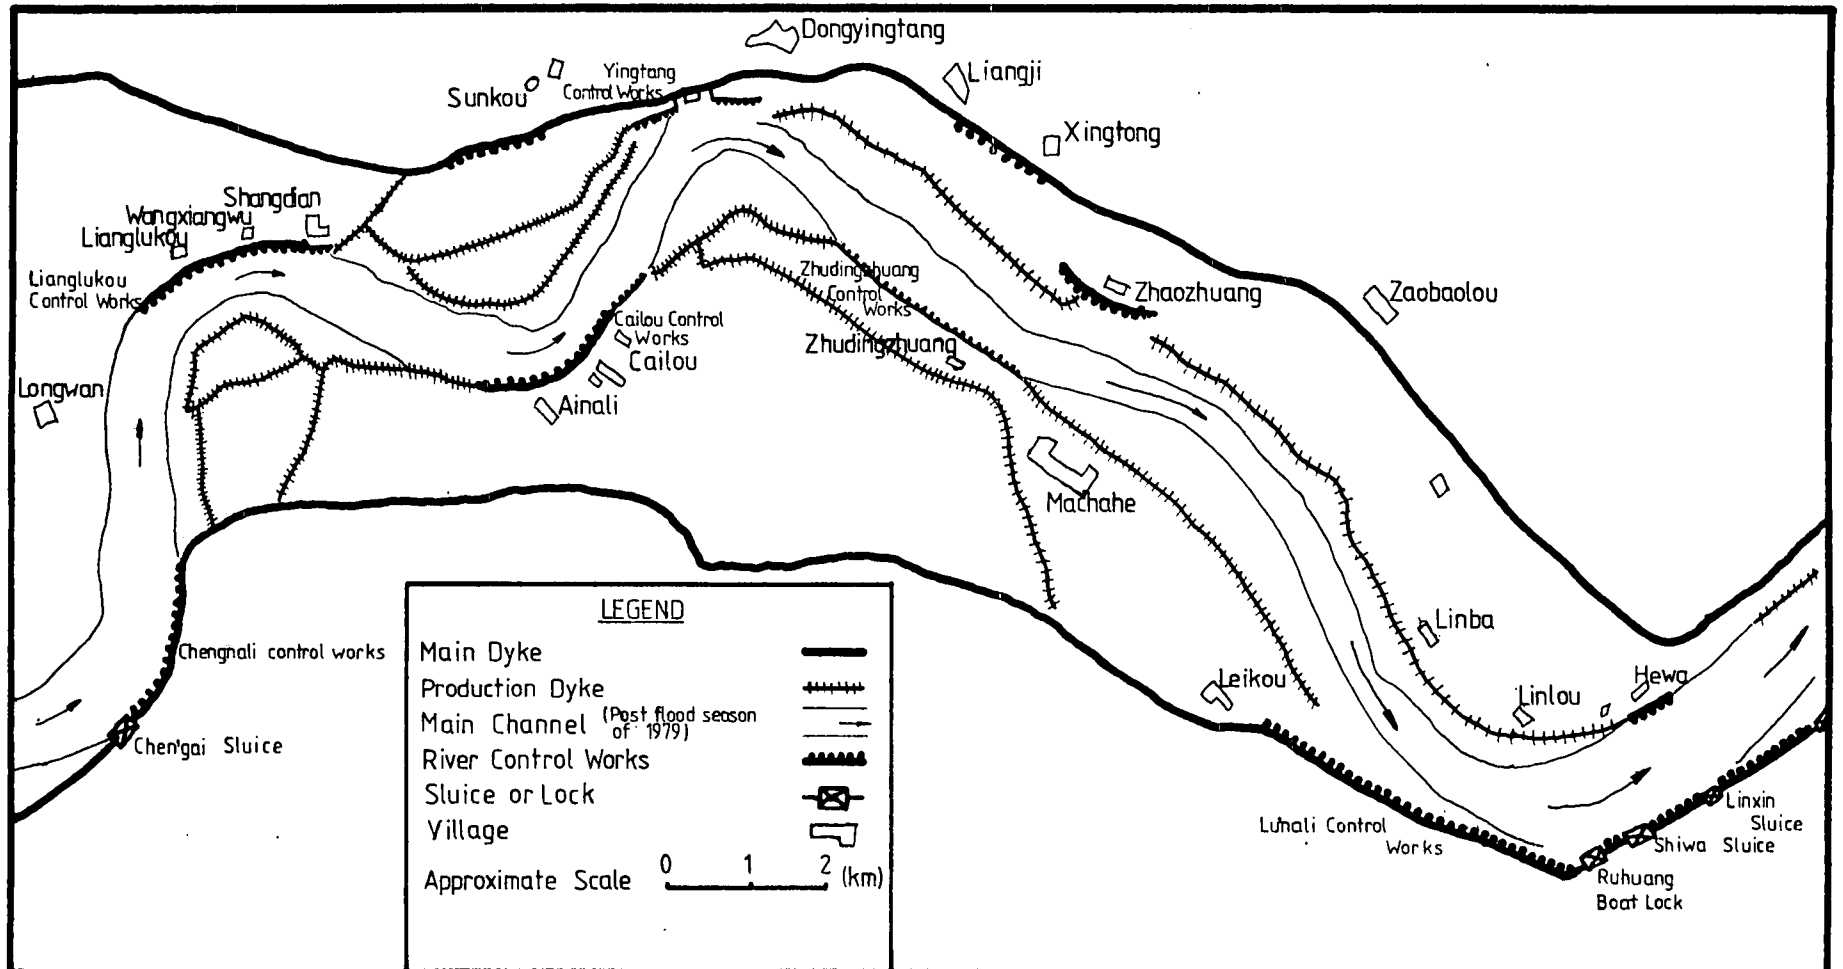 Dongyingtang
Liangji
Yingtang
Control Works
Sunkou
Xingtong
Shangdian
Wangxiangwu
Lianglukou
Lianglukou
Control Works
Zhudingzhuang
Control
Works
Zhaozhuang
Zaobaolou
Cailou Control
Works
Cailou
Zhudingzhuang
Longwan
Ainali
Machahe
LEGEND
Main Dyke
Production Dyke
Main Channel (Post flood season
of 1979)
River Control Works
Sluice or Lock
Village
Approximate Scale 0 1 2 (km)
Chengnali control works
Chen'gai Sluice
Linba
Leikou
Hewa
Linlou
Lunali Control
Works
Linxin
Sluice
Shiwa Sluice
Ruhuang
Boat Lock